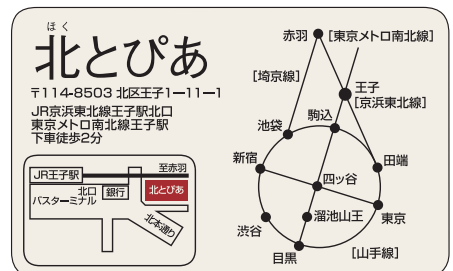 ほく
北とぴあ
〒114-8503 北区王子1ー11ー1
JR京浜東北線王子駅北口
東京メトロ南北線王子駅
下車徒歩2分
JR王子駅
至赤羽
北口
バスターミナル
銀行
北とぴあ
北本通り
赤羽
[東京メトロ南北線]
[埼京線]
王子
[京浜東北線]
駒込
池袋
新宿
田端
四ッ谷
溜池山王
東京
渋谷
目黒
[山手線]